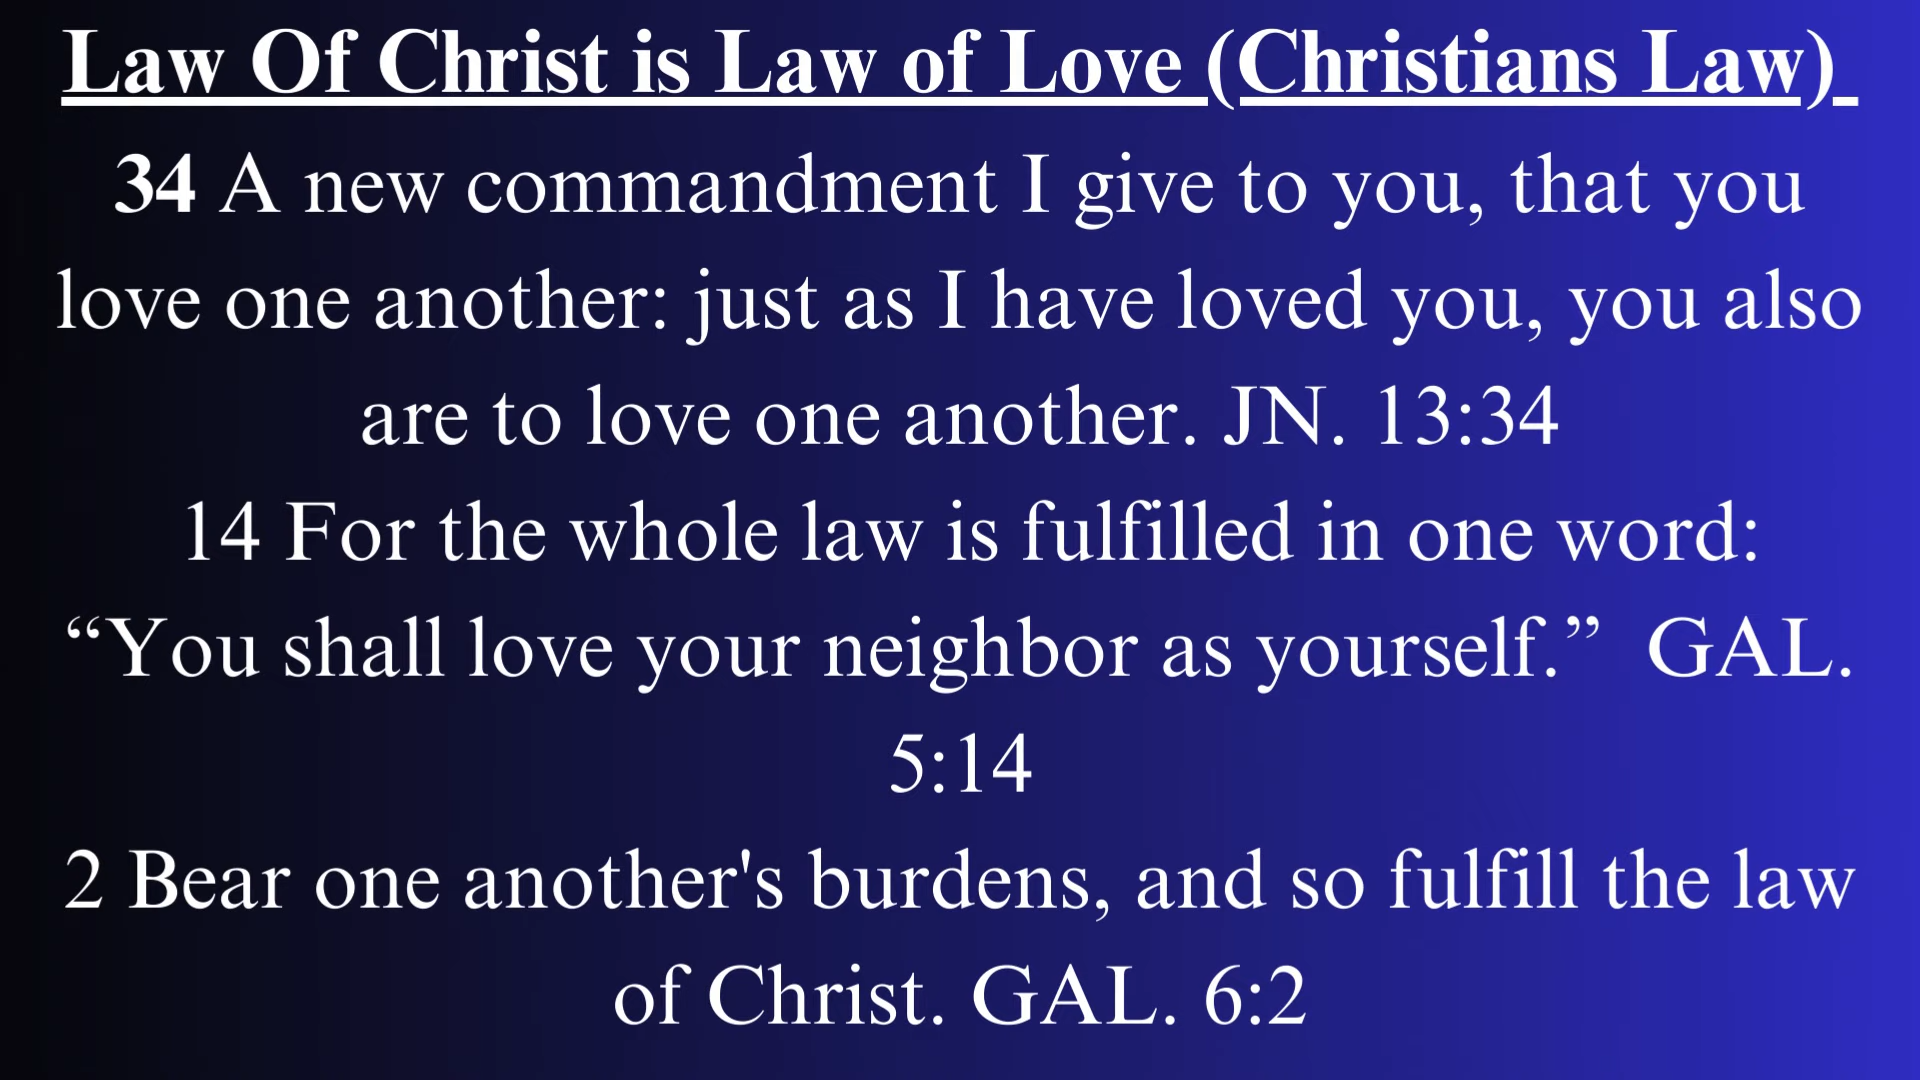 Law Of Christ is Law of Love (Christians Law)
34 A new commandment I give to you, that you
love one another: just as I have loved you, you also
are to love one another. JN. 13:34
14 For the whole law is fulfilled in one word:
“You shall love your neighbor as yourself.”  GAL.
5:14
2 Bear one another's burdens, and so fulfill the law
of Christ. GAL. 6:2